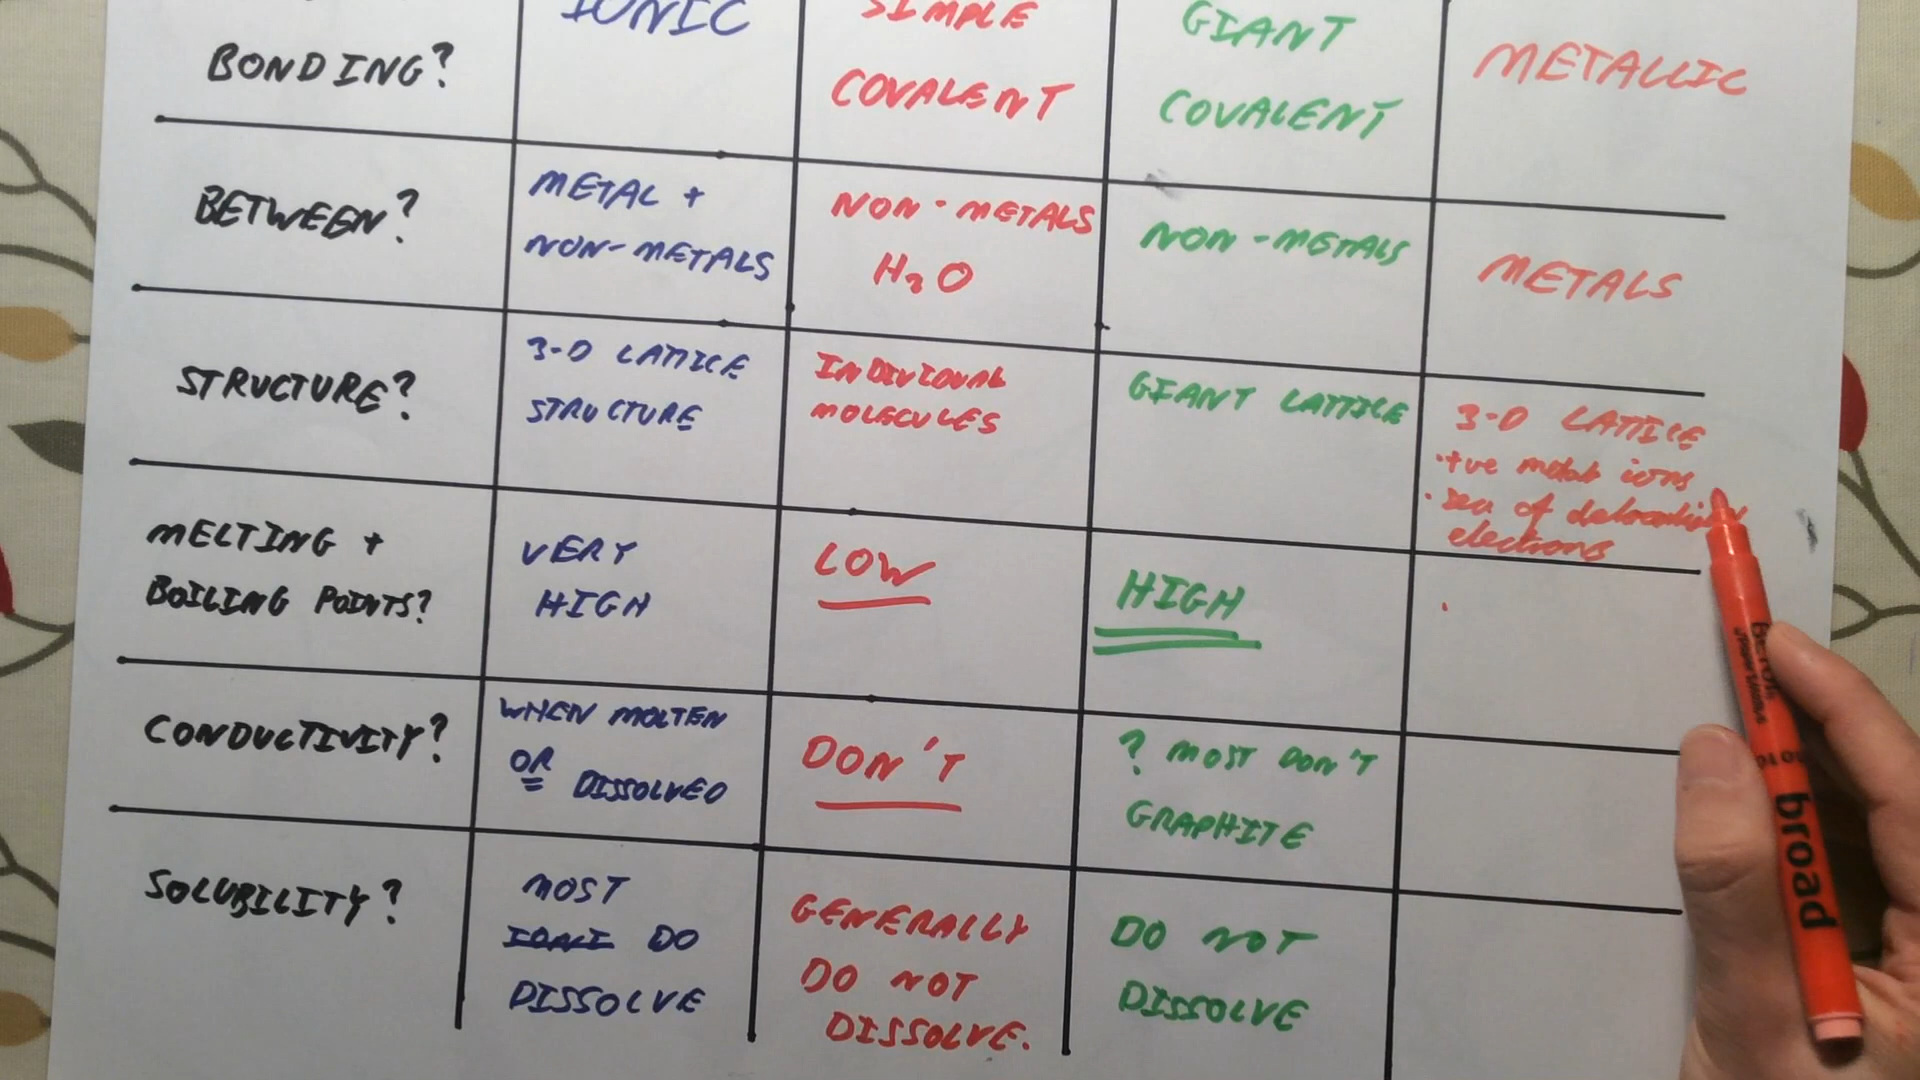 BONDING?
IONIC
SIMPLE
COVALENT
GIANT
COVALENT
METALLIC
BETWEEN?
METAL +
NON-METALS
NON-METALS
H₂O
NON-METALS
METALS
STRUCTURE?
3-D LATTICE
STRUCTURE
INDIVIDUAL
MOLECULES
GIANT LATTICE
3-D LATTICE
•+ve metal ions
•sea of
electrons
MELTING +
BOILING POINTS?
VERY
HIGH
LOW
HIGH
CONDUCTIVITY?
WHEN MOLTEN
OR DISSOLVED
DON'T
? MOST DON'T
GRAPHITE
SOLUBILITY?
MOST
DO
DISSOLVE
GENERALLY
DO NOT
DISSOLVE.
DO NOT
DISSOLVE
BEROL
broad